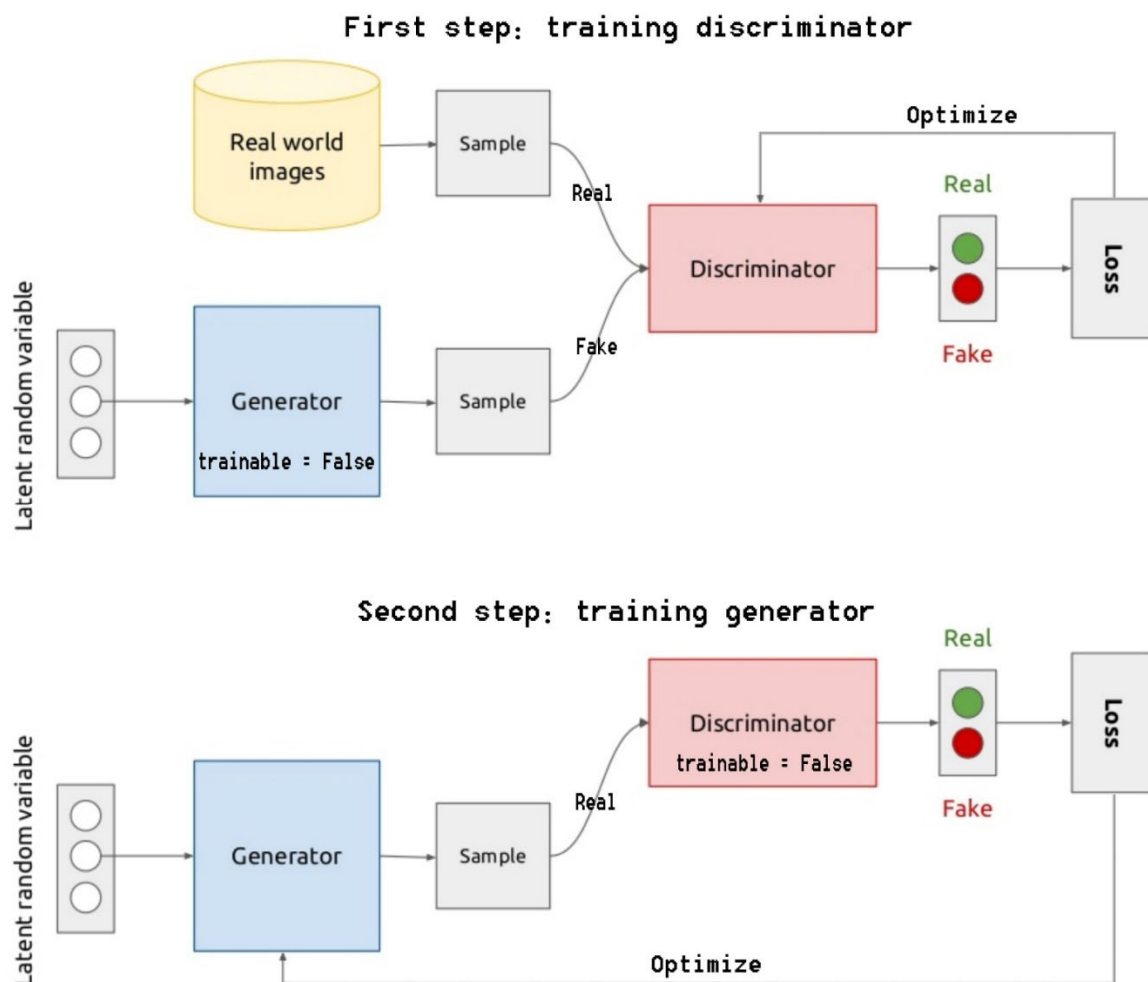 First step: training discriminator
Real world
images
Sample
Optimize
Real
Real
Discriminator
Loss
Fake
Fake
Latent random variable
Generator
trainable = False
Sample
Second step: training generator
Real
Discriminator
trainable = False
Loss
Real
Fake
Latent random variable
Generator
Sample
Optimize